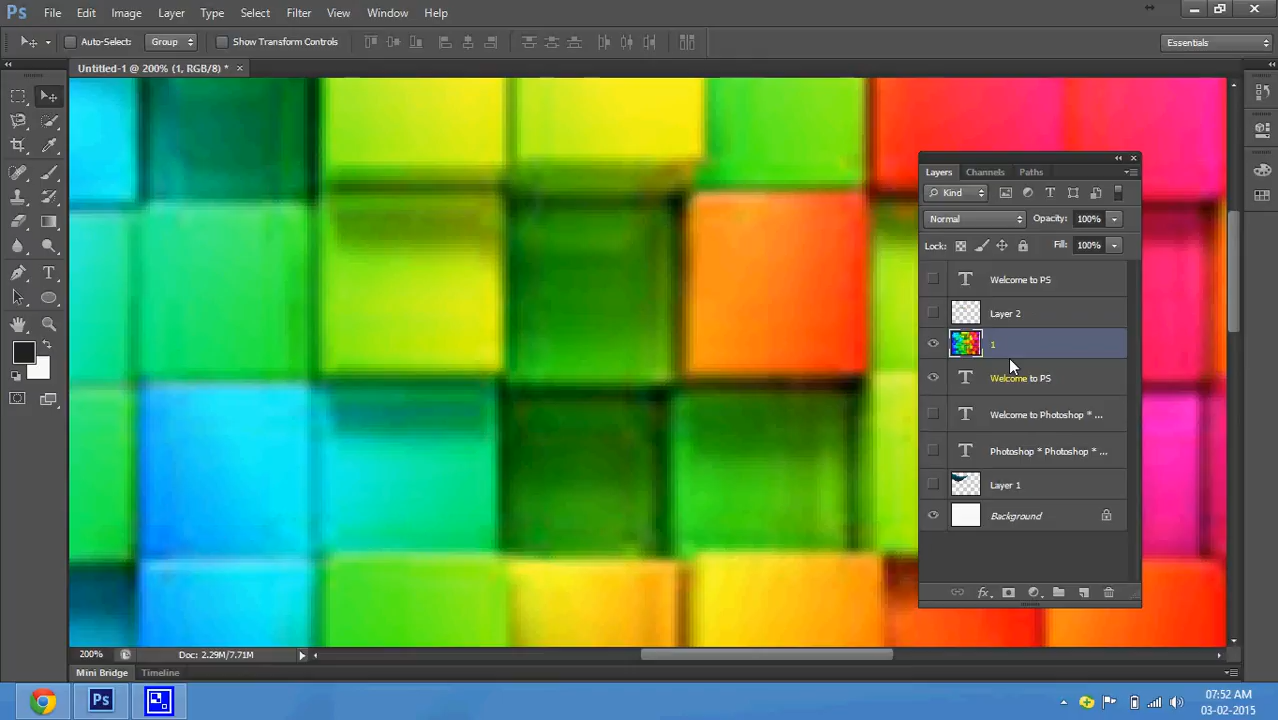 Ps File Edit Image Layer Type Select Filter View Window Help
Auto-Select: Group Show Transform Controls Essentials
Untitled-1 @ 200% (1, RGB/8) * ×
Layers Channels Paths
Kind
Normal Opacity: 100%
Lock: Fill: 100%
T Welcome to PS
Layer 2
1
T Welcome to PS
T Welcome to Photoshop * ...
T Photoshop * Photoshop * ...
Layer 1
Background
fx
200% Doc: 2.29M/7.71M
Mini Bridge Timeline
Ps
07:52 AM
03-02-2015